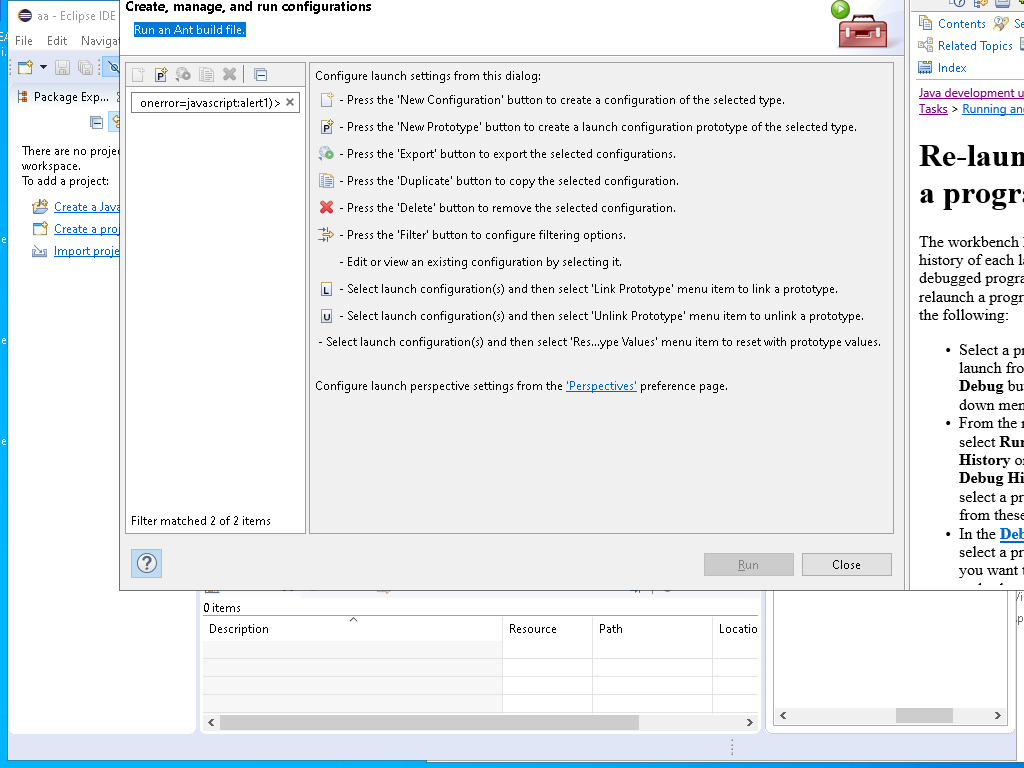 aa - Eclipse IDE
File Edit Navigat
Package Exp...
There are no proje
workspace.
To add a project:
Create a Java
Create a proj
Import proje
Create, manage, and run configurations
Run an Ant build file.
onerror=javascript:alert1)>
Filter matched 2 of 2 items
Configure launch settings from this dialog:
- Press the 'New Configuration' button to create a configuration of the selected type.
- Press the 'New Prototype' button to create a launch configuration prototype of the selected type.
- Press the 'Export' button to export the selected configurations.
- Press the 'Duplicate' button to copy the selected configuration.
- Press the 'Delete' button to remove the selected configuration.
- Press the 'Filter' button to configure filtering options.
- Edit or view an existing configuration by selecting it.
L - Select launch configuration(s) and then select 'Link Prototype' menu item to link a prototype.
U - Select launch configuration(s) and then select 'Unlink Prototype' menu item to unlink a prototype.
- Select launch configuration(s) and then select 'Res...ype Values' menu item to reset with prototype values.
Configure launch perspective settings from the 'Perspectives' preference page.
Run Close
Contents Se
Related Topics
Index
Java development u
Tasks > Running an
Re-laun
a progra
The workbench
history of each la
debugged progra
relaunch a progr
the following:
• Select a pr
launch fro
Debug bu
down men
• From the
select Run
History o
Debug Hi
select a pr
from these
• In the Deb
select a pr
you want t
0 items
Description Resource Path Locatio